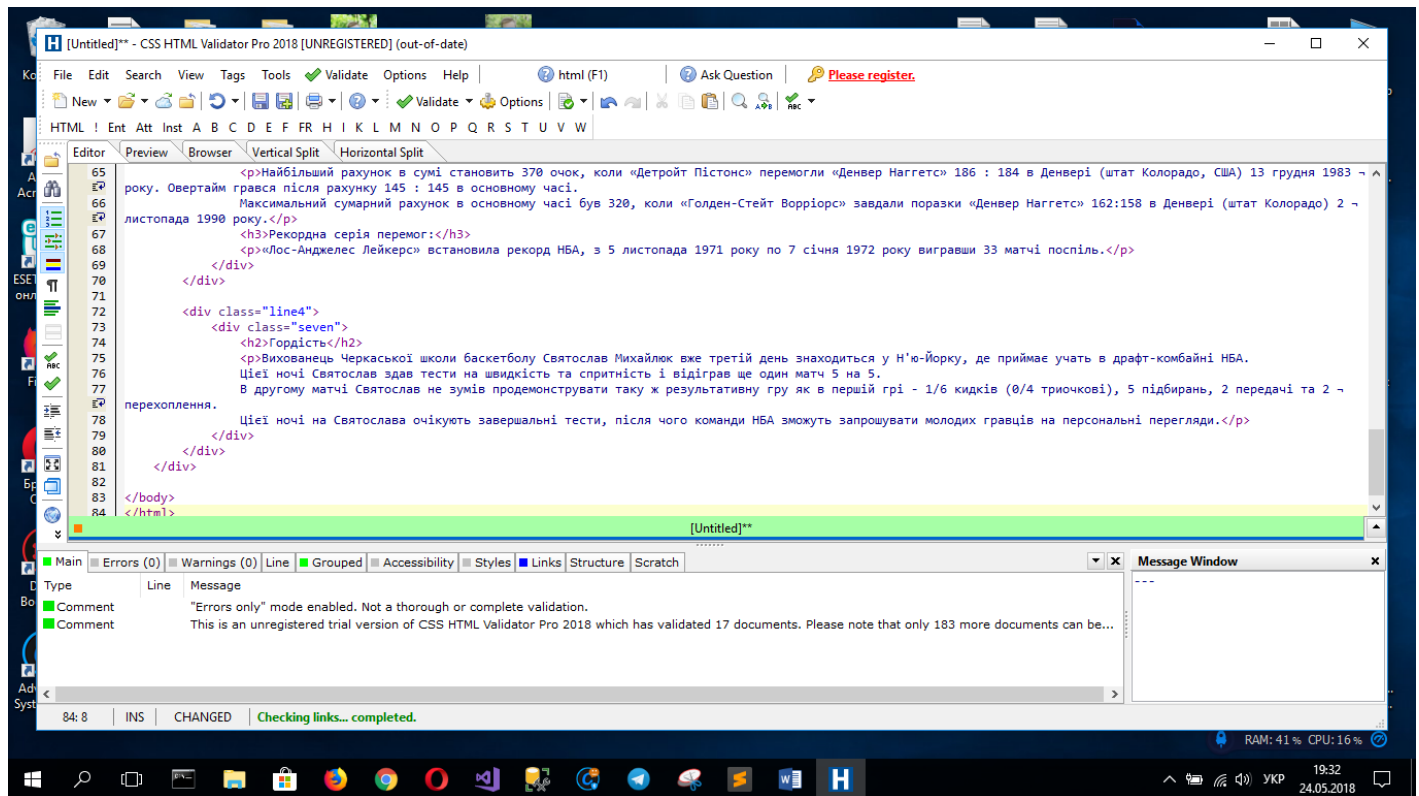 [Untitled]** - CSS HTML Validator Pro 2018 [UNREGISTERED] (out-of-date)
File Edit Search View Tags Tools Validate Options Help html (F1) Ask Question Please register.
New Validate Options
HTML ! Ent Att Inst A B C D E F FR H I K L M N O P Q R S T U V W
Editor Preview Browser Vertical Split Horizontal Split
65 <p>Найбільший рахунок в сумі становить 370 очок, коли «Детройт Пістонс» перемогли «Денвер Наггетс» 186 : 184 в Денвері (штат Колорадо, США) 13 грудня 1983 ¬
року. Овертайм грався після рахунку 145 : 145 в основному часі.
66 Максимальний сумарний рахунок в основному часі був 320, коли «Голден-Стейт Ворріорс» завдали поразки «Денвер Наггетс» 162:158 в Денвері (штат Колорадо) 2 ¬
листопада 1990 року.</p>
67 <h3>Рекордна серія перемог:</h3>
68 <p>«Лос-Анджелес Лейкерс» встановила рекорд НБА, з 5 листопада 1971 року по 7 січня 1972 року вигравши 33 матчі поспіль.</p>
69 </div>
70 </div>
71
72 <div class="line4">
73 <div class="seven">
74 <h2>Гордість</h2>
75 <p>Вихованець Черкаської школи баскетболу Святослав Михайлюк вже третій день знаходиться у Н'ю-Йорку, де приймає учать в драфт-комбайні НБА.
76 Цієї ночі Святослав здав тести на швидкість та спритність і відіграв ще один матч 5 на 5.
77 В другому матчі Святослав не зумів продемонструвати таку ж результативну гру як в першій грі - 1/6 кидків (0/4 триочкові), 5 підбирань, 2 передачі та 2 ¬
перехоплення.
78 Цієї ночі на Святослава очікують завершальні тести, після чого команди НБА зможуть запрошувати молодих гравців на персональні перегляди.</p>
79 </div>
80 </div>
81 </div>
82
83 </body>
84 </html>
[Untitled]**
Main Errors (0) Warnings (0) Line Grouped Accessibility Styles Links Structure Scratch
Message Window
Type Line Message
---
Comment "Errors only" mode enabled. Not a thorough or complete validation.
Comment This is an unregistered trial version of CSS HTML Validator Pro 2018 which has validated 17 documents. Please note that only 183 more documents can be...
84: 8 INS CHANGED Checking links... completed.
RAM: 41 % CPU: 16 %
УКР
19:32
24.05.2018